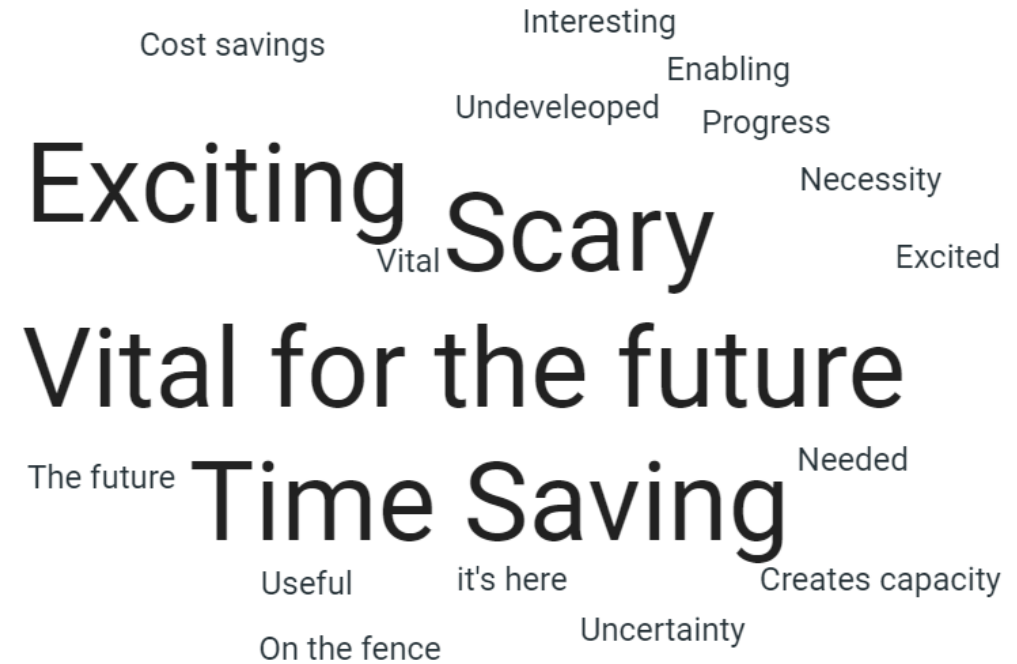 Interesting
Cost savings
Enabling
Undeveleoped
Progress
Exciting
Necessity
Scary
Vital
Excited
Vital for the future
Needed
The future
Time Saving
Useful
it's here
Creates capacity
Uncertainty
On the fence